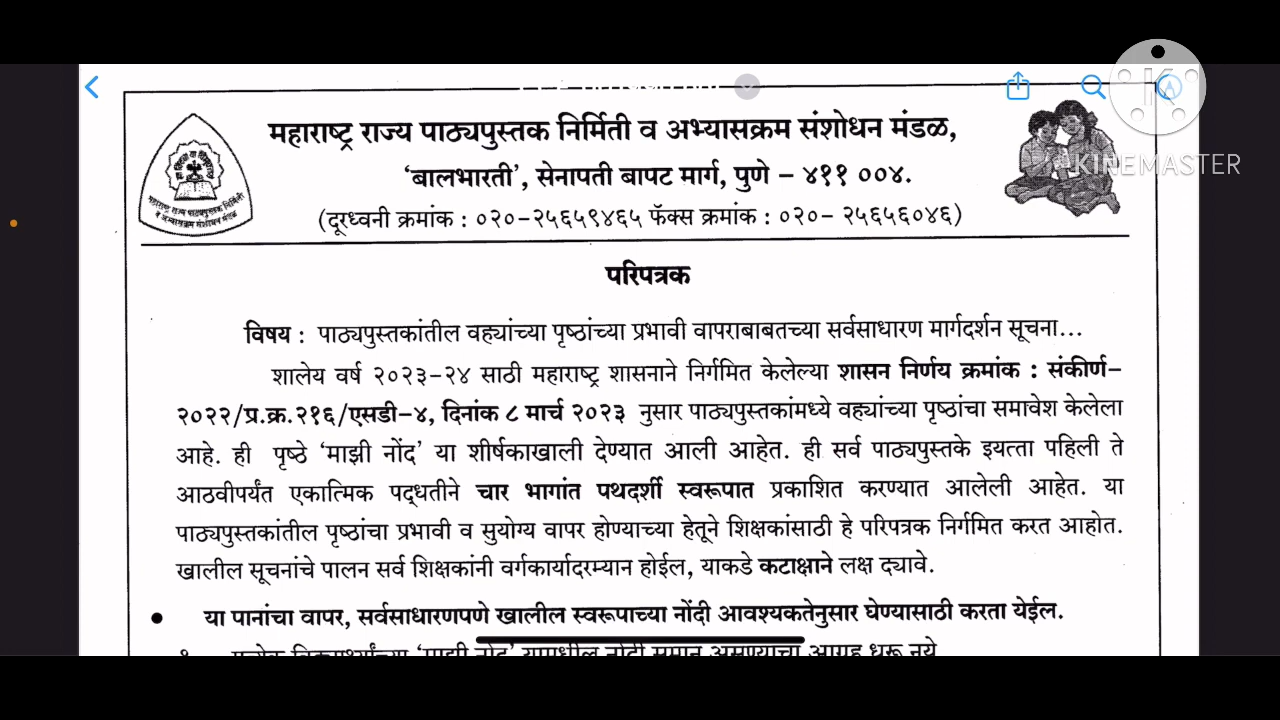 महाराष्ट्र राज्य पाठ्यपुस्तक निर्मिती व अभ्यासक्रम संशोधन मंडळ,
'बालभारती', सेनापती बापट मार्ग, पुणे – ४११ ००४.
(दूरध्वनी क्रमांक : ०२०-२५६५९४६५ फॅक्स क्रमांक : ०२०- २५६५६०४६)
KINEMASTER
परिपत्रक
विषय : पाठ्यपुस्तकांतील वह्यांच्या पृष्ठांच्या प्रभावी वापराबाबतच्या सर्वसाधारण मार्गदर्शन सूचना...
शालेय वर्ष २०२३-२४ साठी महाराष्ट्र शासनाने निर्गमित केलेल्या शासन निर्णय क्रमांक : संकीर्ण-
२०२२/प्र.क्र.२१६/एसडी-४, दिनांक ८ मार्च २०२३ नुसार पाठ्यपुस्तकांमध्ये वह्यांच्या पृष्ठांचा समावेश केलेला
आहे. ही पृष्ठे 'माझी नोंद' या शीर्षकाखाली देण्यात आली आहेत. ही सर्व पाठ्यपुस्तके इयत्ता पहिली ते
आठवीपर्यंत एकात्मिक पद्धतीने चार भागांत पथदर्शी स्वरूपात प्रकाशित करण्यात आलेली आहेत. या
पाठ्यपुस्तकांतील पृष्ठांचा प्रभावी व सुयोग्य वापर होण्याच्या हेतूने शिक्षकांसाठी हे परिपत्रक निर्गमित करत आहोत.
खालील सूचनांचे पालन सर्व शिक्षकांनी वर्गकार्यादरम्यान होईल, याकडे कटाक्षाने लक्ष द्यावे.
• या पानांचा वापर, सर्वसाधारणपणे खालील स्वरूपाच्या नोंदी आवश्यकतेनुसार घेण्यासाठी करता येईल.